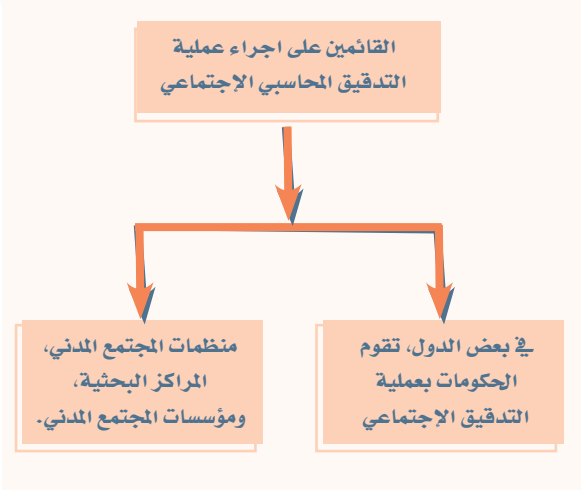 القائمين على اجراء عملية
التدقيق المحاسبي الإجتماعي
في بعض الدول، تقوم
الحكومات بعملية
التدقيق الإجتماعي
منظمات المجتمع المدني،
المراكز البحثية،
ومؤسسات المجتمع المدني.